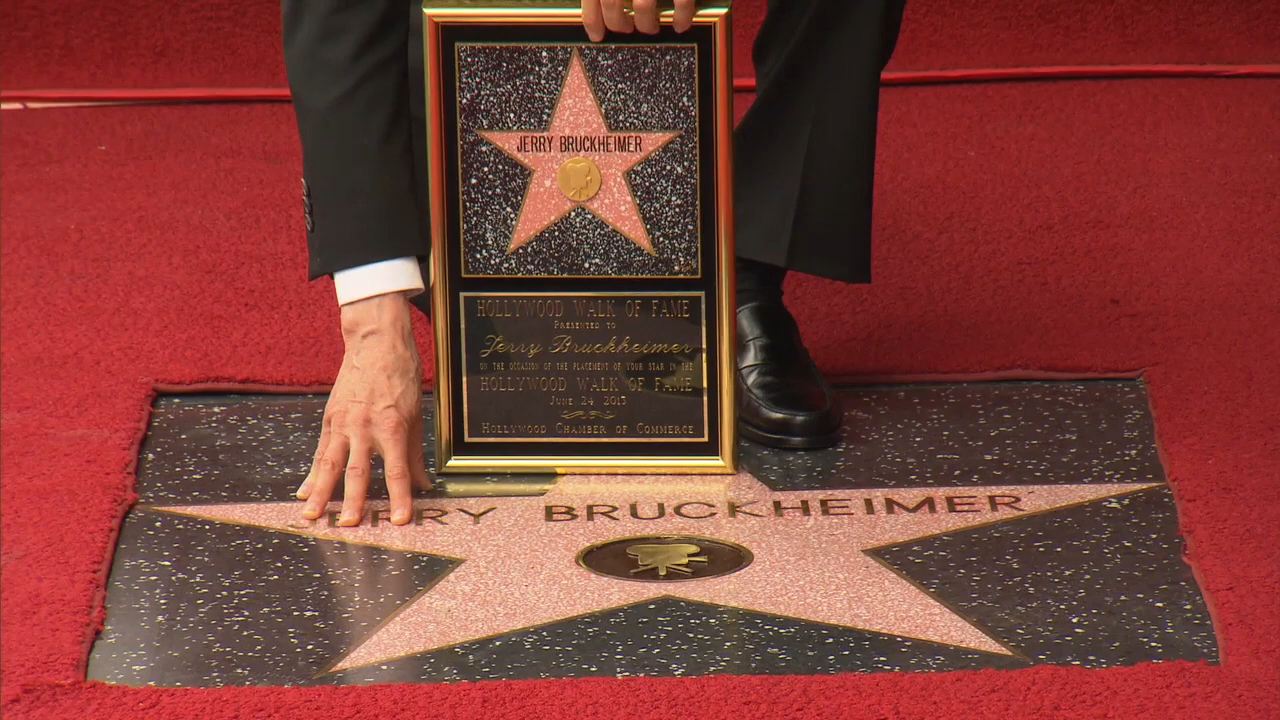 JERRY BRUCKHEIMER
HOLLYWOOD WALK OF FAME
PRESENTED TO
Jerry Bruckheimer
ON THE OCCASION OF THE PLACEMENT OF YOUR STAR IN THE
HOLLYWOOD WALK OF FAME
JUNE 24, 2013
HOLLYWOOD CHAMBER OF COMMERCE
ERRY BRUCKHEIMER